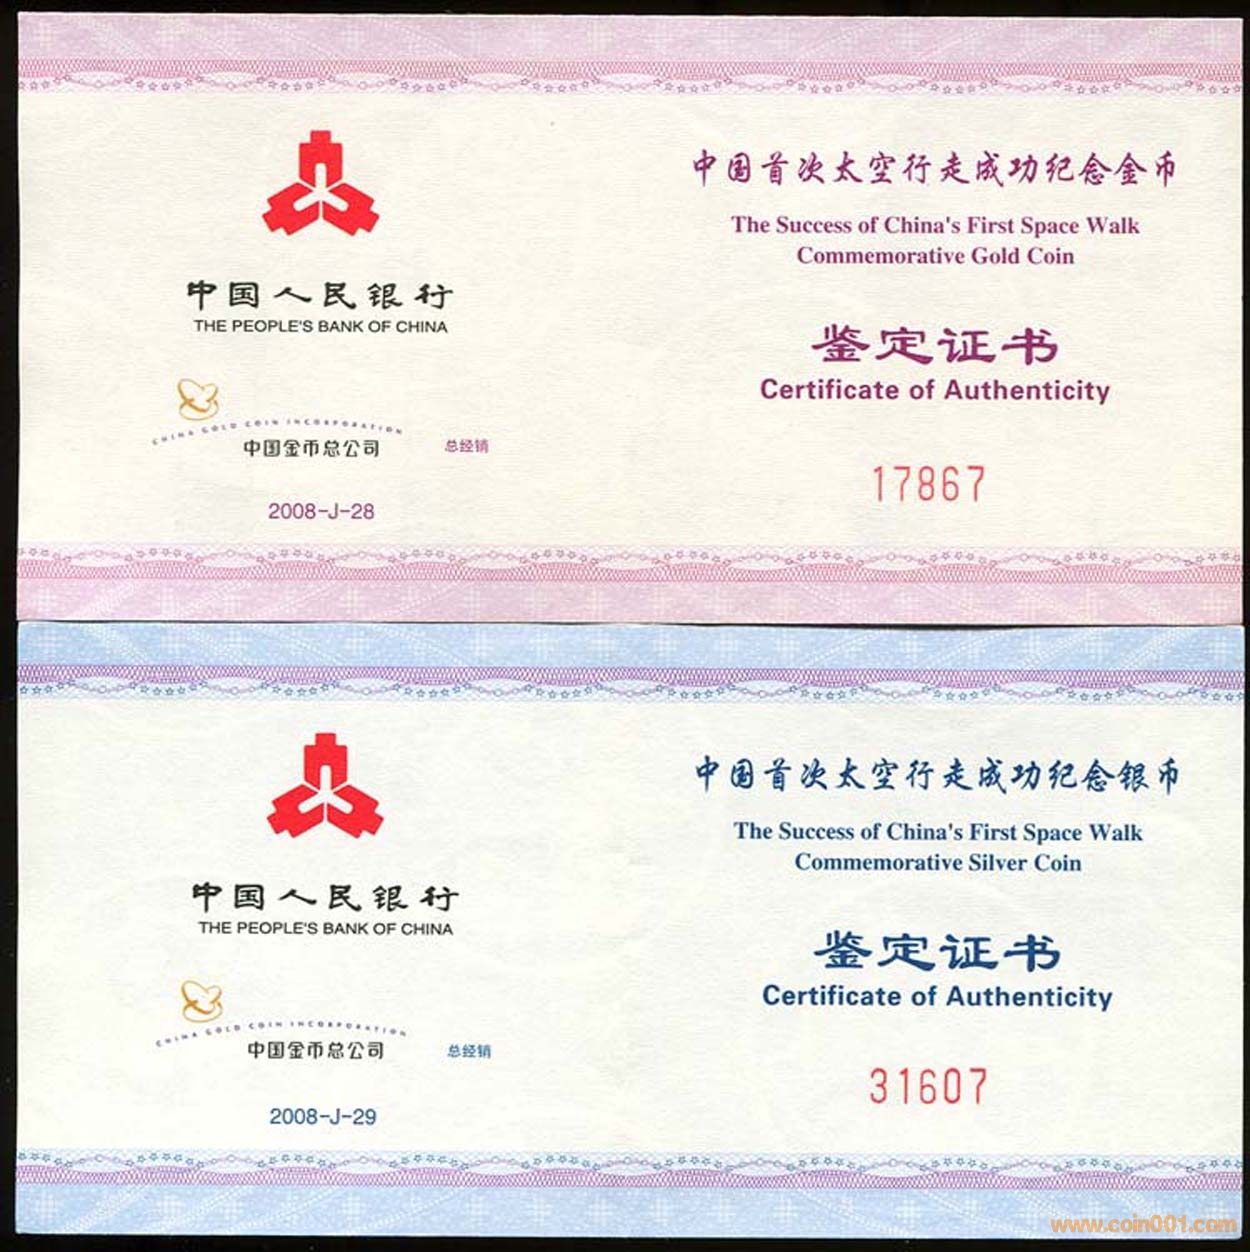 中国人民银行
THE PEOPLE'S BANK OF CHINA
CHINA GOLD COIN INCORPORATION
中国金币总公司 总经销
2008-J-28
中国首次太空行走成功纪念金币
The Success of China's First Space Walk
Commemorative Gold Coin
鉴定证书
Certificate of Authenticity
17867
中国人民银行
THE PEOPLE'S BANK OF CHINA
CHINA GOLD COIN INCORPORATION
中国金币总公司 总经销
2008-J-29
中国首次太空行走成功纪念银币
The Success of China's First Space Walk
Commemorative Silver Coin
鉴定证书
Certificate of Authenticity
31607
www.coin001.com